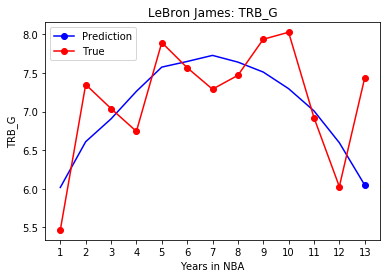 LeBron James: TRB_G
Prediction
True
8.0
7.5
7.0
6.5
6.0
5.5
TRB_G
1 2 3 4 5 6 7 8 9 10 11 12 13
Years in NBA